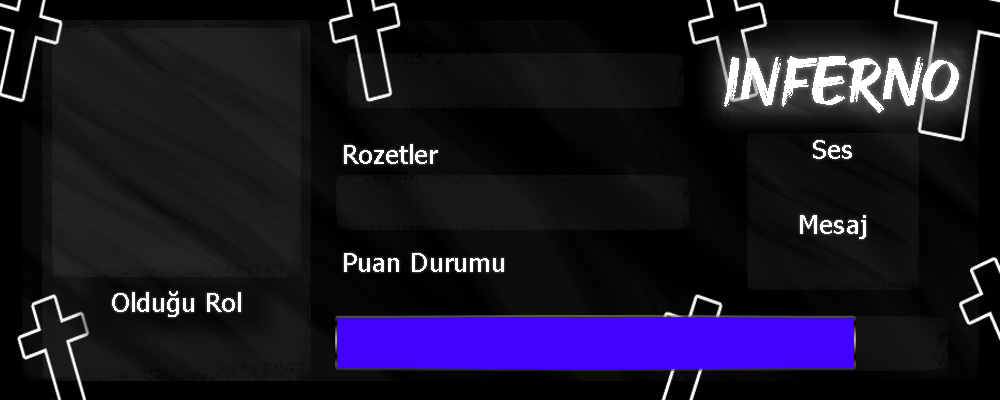 INFERNO
Rozetler
Ses
Mesaj
Puan Durumu
Olduğu Rol